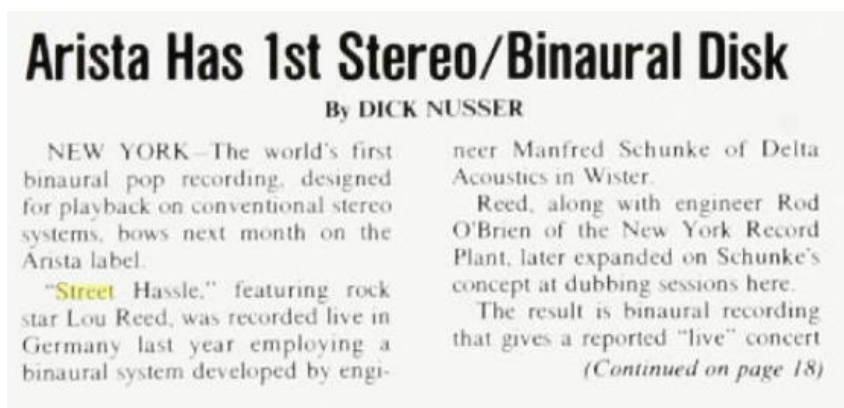 Arista Has 1st Stereo/Binaural Disk
By DICK NUSSER
NEW YORK—The world's first
binaural pop recording, designed
for playback on conventional stereo
systems, bows next month on the
Arista label.
"Street Hassle," featuring rock
star Lou Reed, was recorded live in
Germany last year employing a
binaural system developed by engi-
neer Manfred Schunke of Delta
Acoustics in Wister.
Reed, along with engineer Rod
O'Brien of the New York Record
Plant, later expanded on Schunke's
concept at dubbing sessions here.
The result is binaural recording
that gives a reported "live" concert
(Continued on page 18)